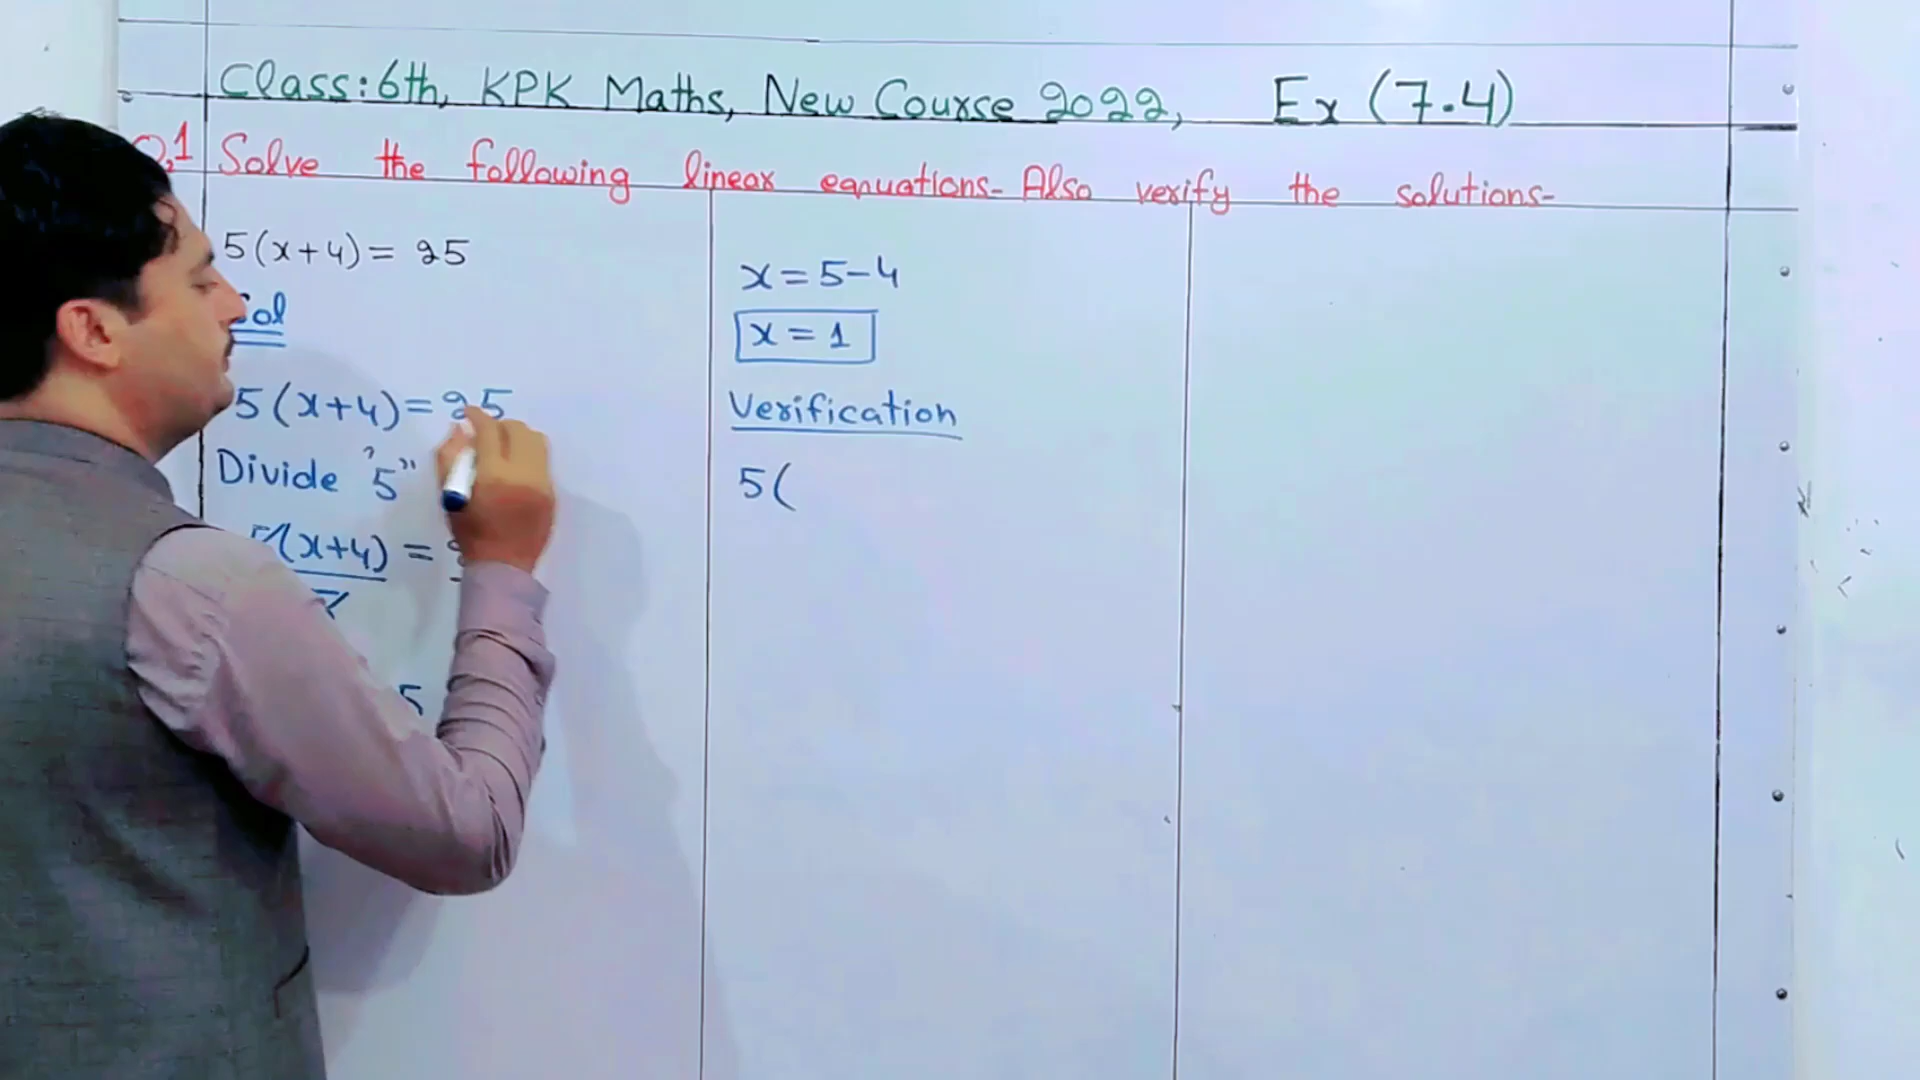 Class: 6th, KPK Maths, New Course 2022, Ex (7.4)
Q.1 Solve the following linear equations- Also verify the solutions-
5(x+4) = 25
Sol
5(x+4) = 25
Divide "5"
5(x+4) =
5
5
x = 5-4
x = 1
Verification
5(